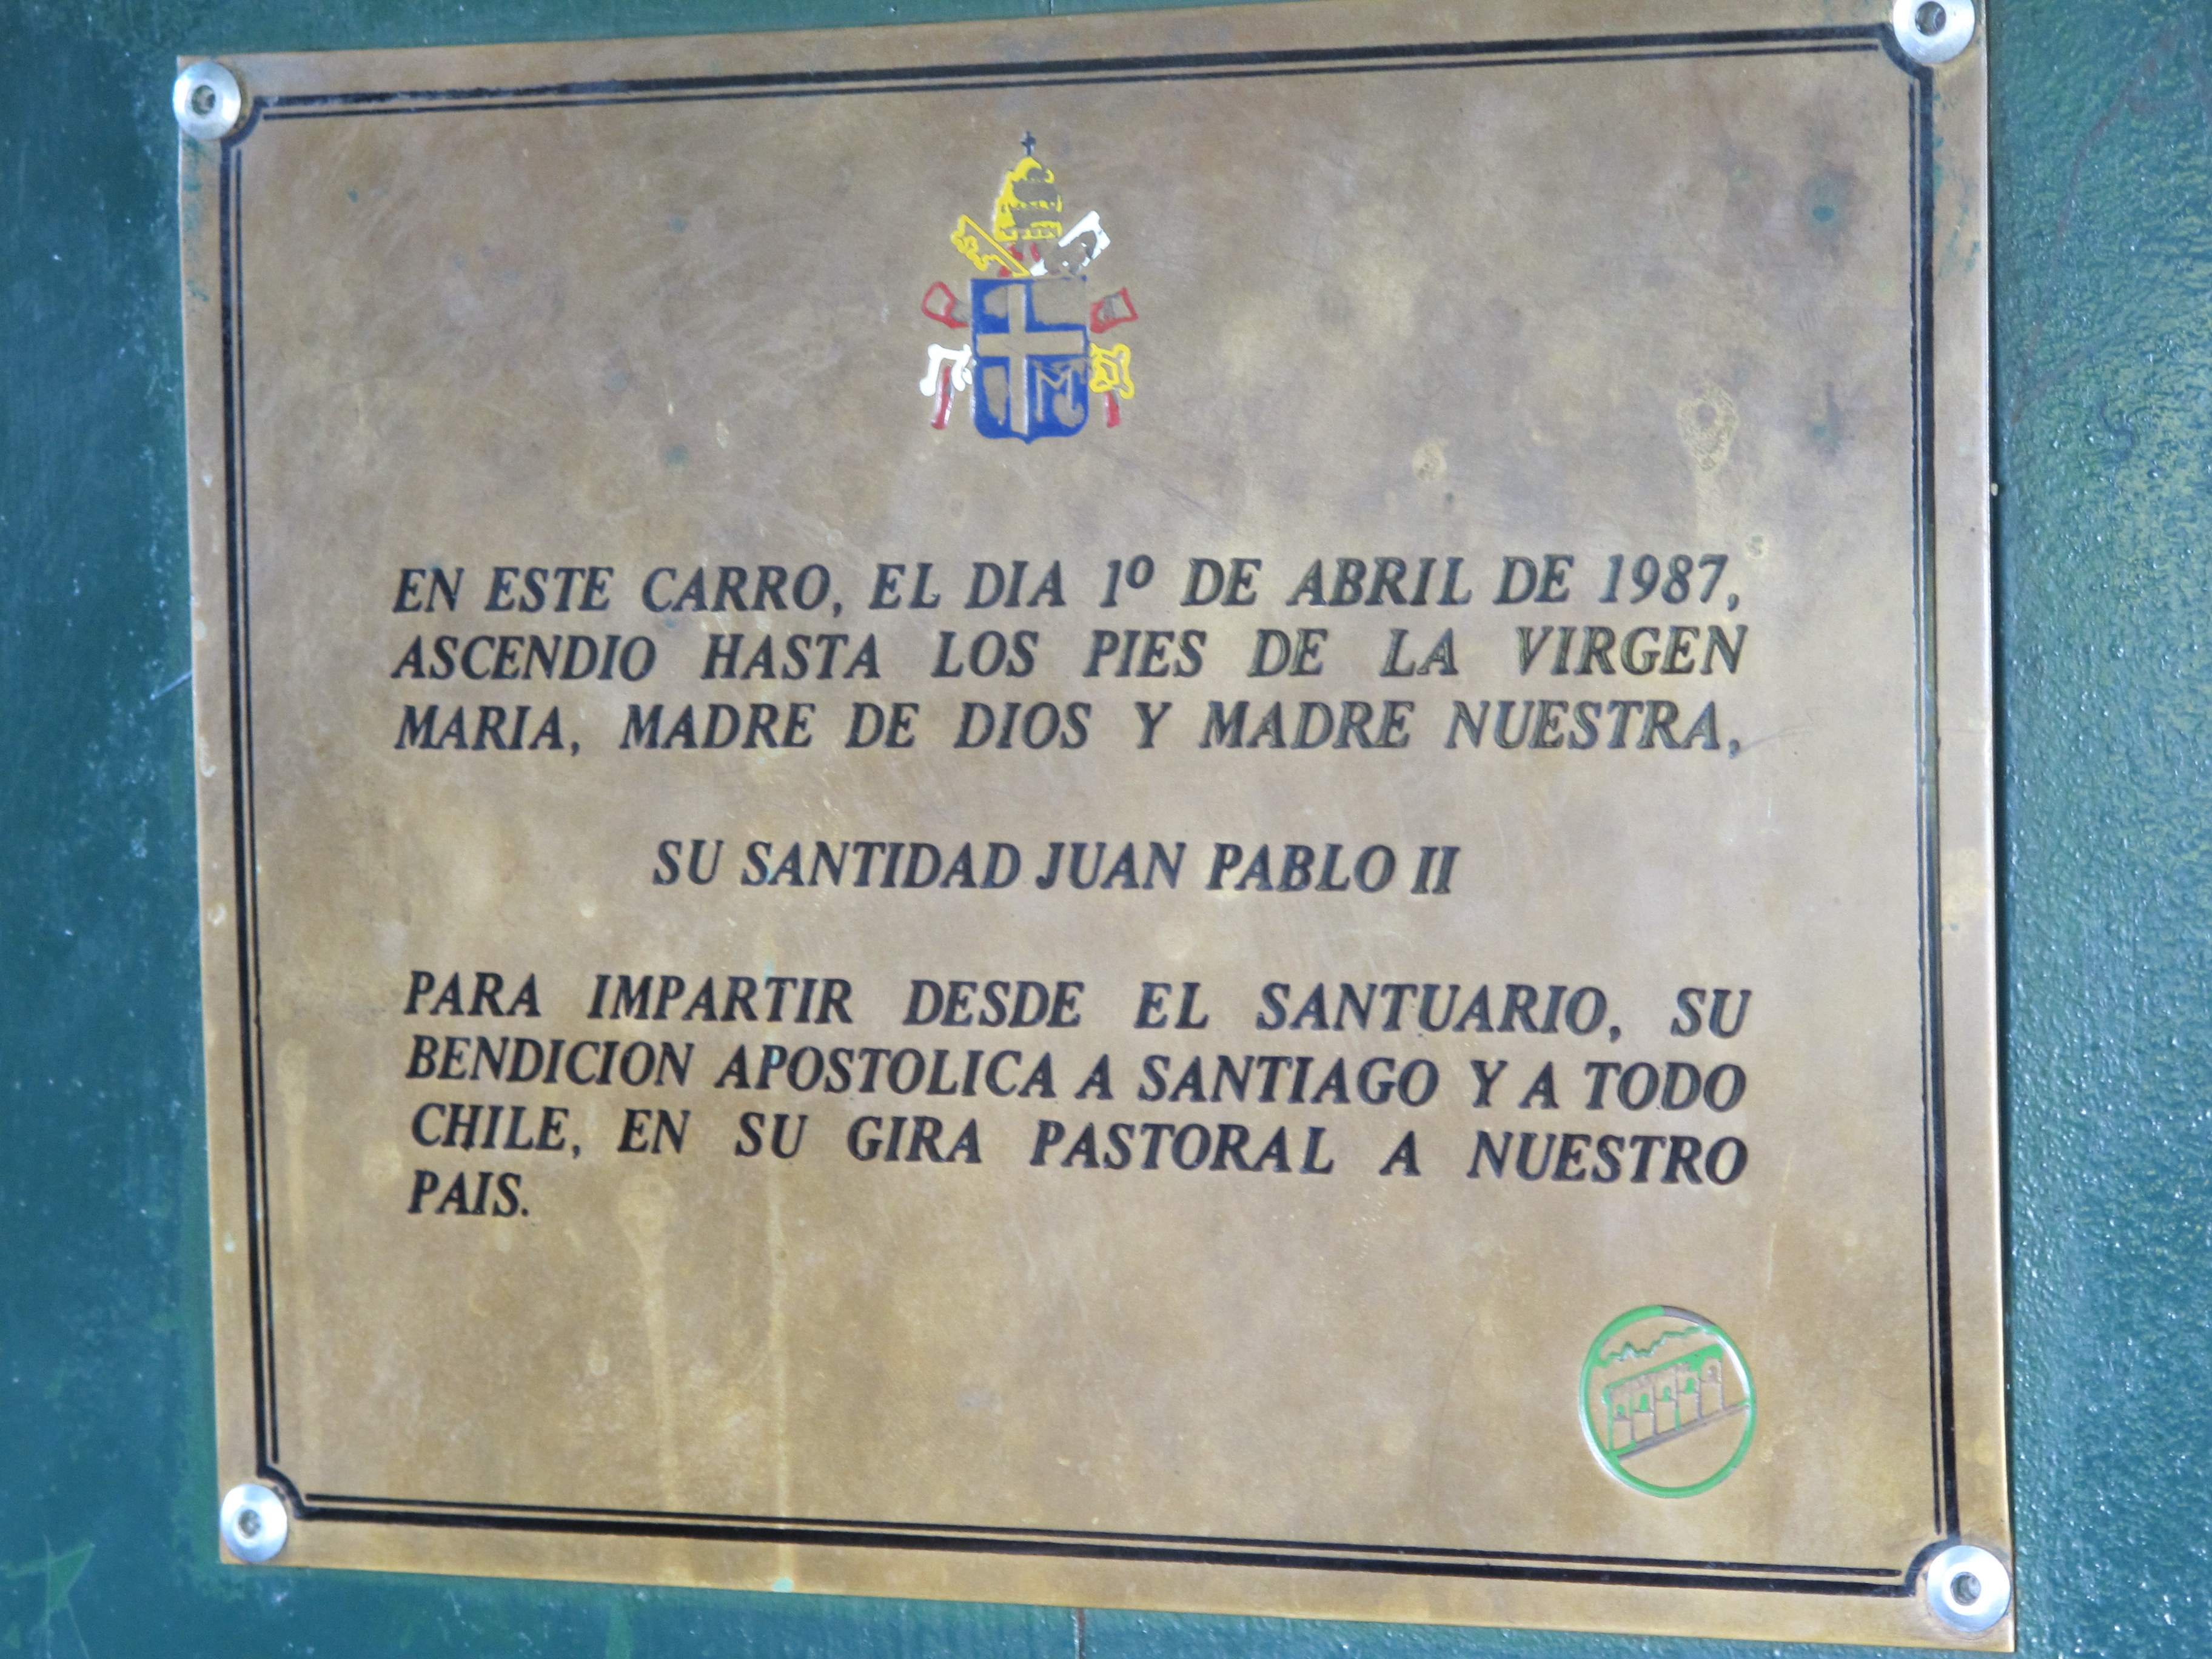 EN ESTE CARRO, EL DIA 1º DE ABRIL DE 1987,
ASCENDIO HASTA LOS PIES DE LA VIRGEN
MARIA, MADRE DE DIOS Y MADRE NUESTRA,
SU SANTIDAD JUAN PABLO II
PARA IMPARTIR DESDE EL SANTUARIO, SU
BENDICION APOSTOLICA A SANTIAGO Y A TODO
CHILE, EN SU GIRA PASTORAL A NUESTRO
PAIS.